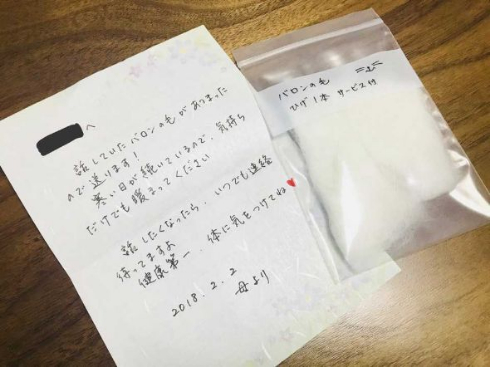 へ
話していたバロンの毛があつまった
ので送ります!
寒い日が続いているので、気持ち
だけでも暖まってください
話したくなったら、いつでも連絡
待ってますよ
健康第一、体に気をつけてね♥
2018.2.2
母より
バロンの毛
ひげ1本 サービス付